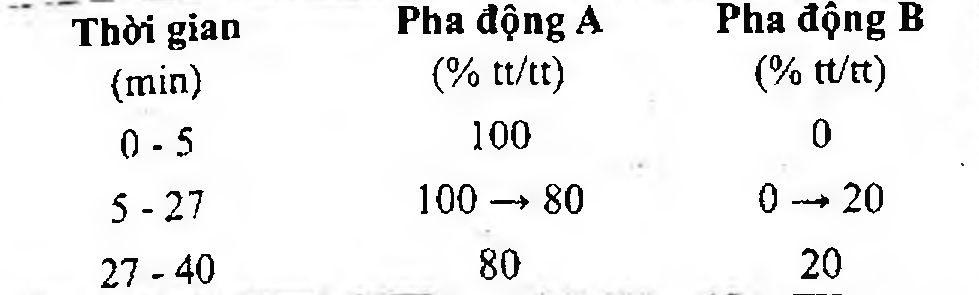 Thời gian Pha động A Pha động B
(min) (% tt/tt) (% tt/tt)
0 - 5 100 0
5 - 27 100 → 80 0 → 20
27 - 40 80 20